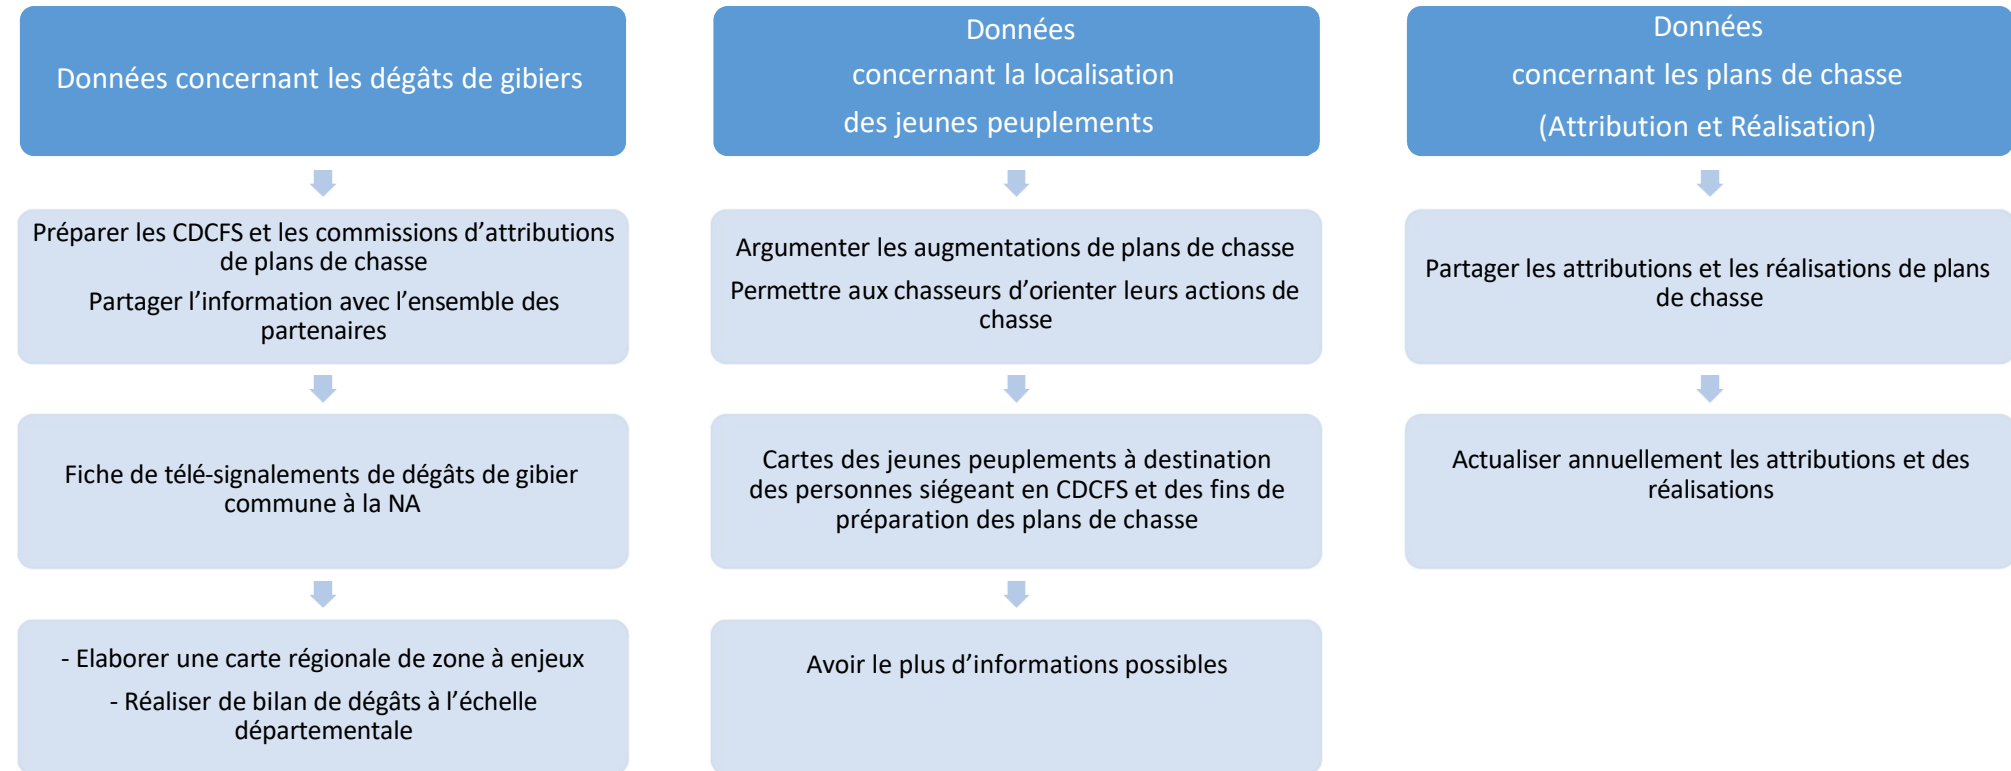 Données concernant les dégâts de gibiers
Préparer les CDCFS et les commissions d’attributions
de plans de chasse
Partager l’information avec l’ensemble des
partenaires
Fiche de télé-signalements de dégâts de gibier
commune à la NA
- Elaborer une carte régionale de zone à enjeux
- Réaliser de bilan de dégâts à l’échelle
départementale
Données
concernant la localisation
des jeunes peuplements
Argumenter les augmentations de plans de chasse
Permettre aux chasseurs d’orienter leurs actions de
chasse
Cartes des jeunes peuplements à destination
des personnes siégeant en CDCFS et des fins de
préparation des plans de chasse
Avoir le plus d’informations possibles
Données
concernant les plans de chasse
(Attribution et Réalisation)
Partager les attributions et les réalisations de plans
de chasse
Actualiser annuellement les attributions et des
réalisations